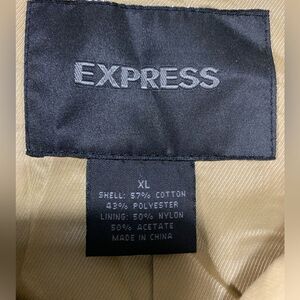 EXPRESS
XL
SHELL: 57% COTTON
43% POLYESTER
LINING: 50% NYLON
50% ACETATE
MADE IN CHINA